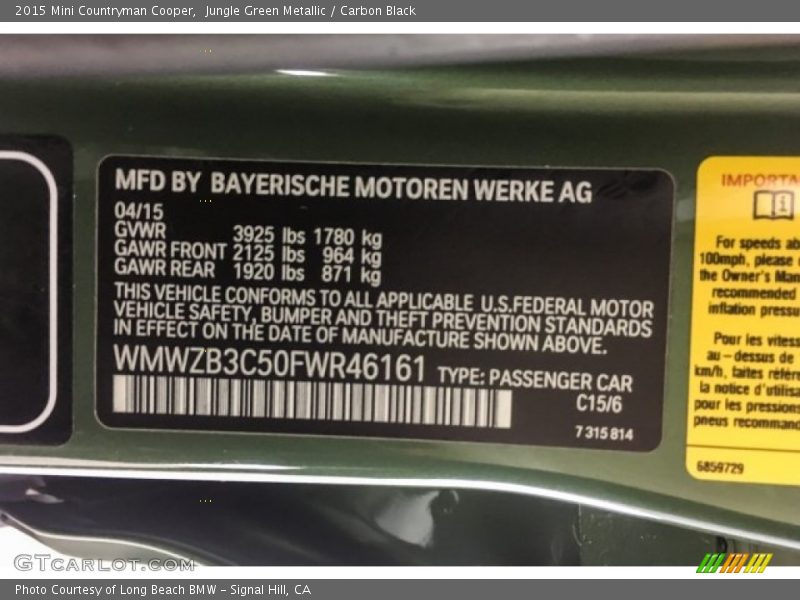 2015 Mini Countryman Cooper,  Jungle Green Metallic / Carbon Black
MFD BY BAYERISCHE MOTOREN WERKE AG
04/15
GVWR 3925 lbs 1780 kg
GAWR FRONT 2125 lbs 964 kg
GAWR REAR 1920 lbs 871 kg
THIS VEHICLE CONFORMS TO ALL APPLICABLE U.S.FEDERAL MOTOR
VEHICLE SAFETY, BUMPER AND THEFT PREVENTION STANDARDS
IN EFFECT ON THE DATE OF MANUFACTURE SHOWN ABOVE.
WMWZB3C50FWR46161 TYPE: PASSENGER CAR
C15/6
7 315 814
IMPORTA
For speeds ab
100mph, please
the Owner's Man
recommended
inflation pressu
Pour les vitess
au-dessus de
km/h, faites référe
la notice d'utilisa
pour les pressions
pneus recommand
6859729
GTcarlot.com
Photo Courtesy of Long Beach BMW - Signal Hill, CA